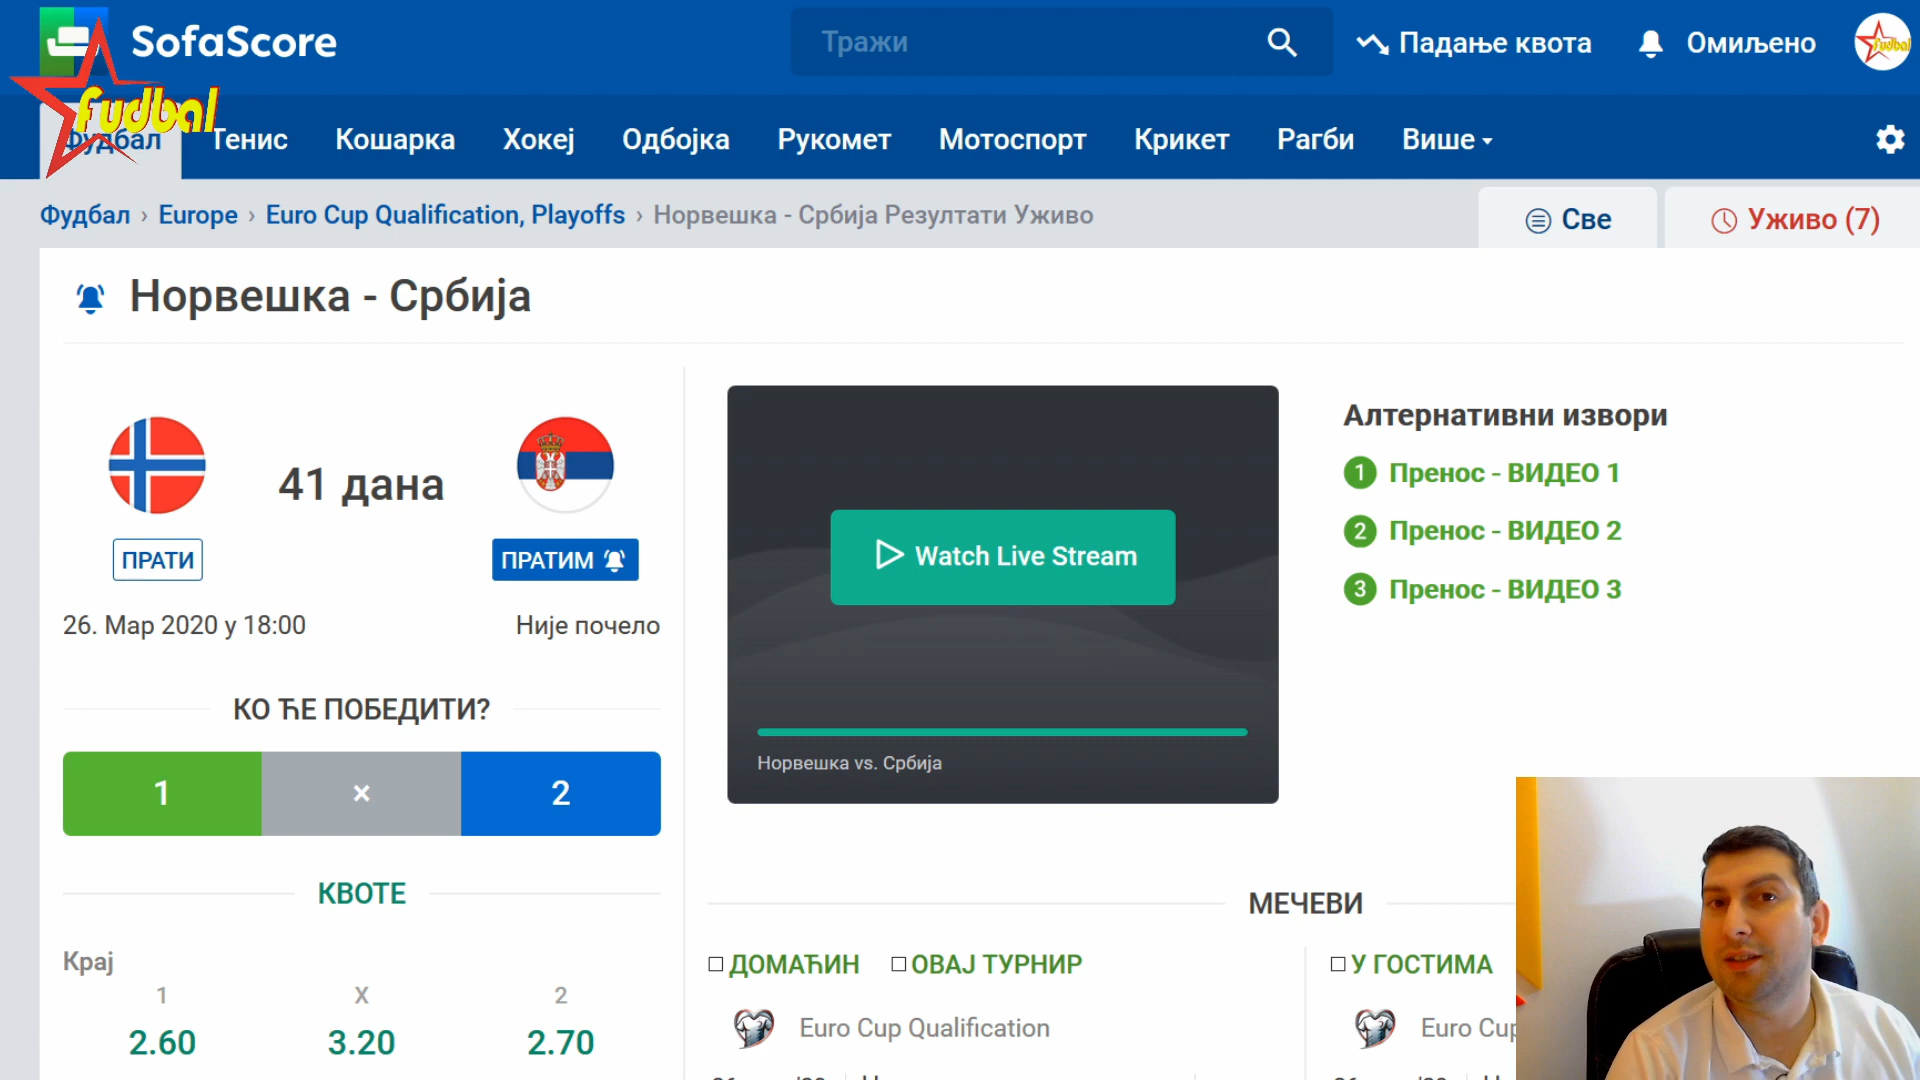 SofaScore
Тражи
Падање квота
Омиљено
fudbal
fudbal
Фудбал
Тенис
Кошарка
Хокеј
Одбојка
Рукомет
Мотоспорт
Крикет
Рагби
Више
Фудбал › Europe › Euro Cup Qualification, Playoffs › Норвешка - Србија Резултати Уживо
Све
Уживо (7)
Норвешка - Србија
41 дана
ПРАТИ
ПРАТИМ
26. Мар 2020 у 18:00
Није почело
Watch Live Stream
Норвешка vs. Србија
Алтернативни извори
1 Пренос - ВИДЕО 1
2 Пренос - ВИДЕО 2
3 Пренос - ВИДЕО 3
КО ЋЕ ПОБЕДИТИ?
1 × 2
КВОТЕ
Крај
1 X 2
2.60 3.20 2.70
МЕЧЕВИ
ДОМАЋИН
ОВАЈ ТУРНИР
У ГОСТИМА
Euro Cup Qualification
Euro Cup